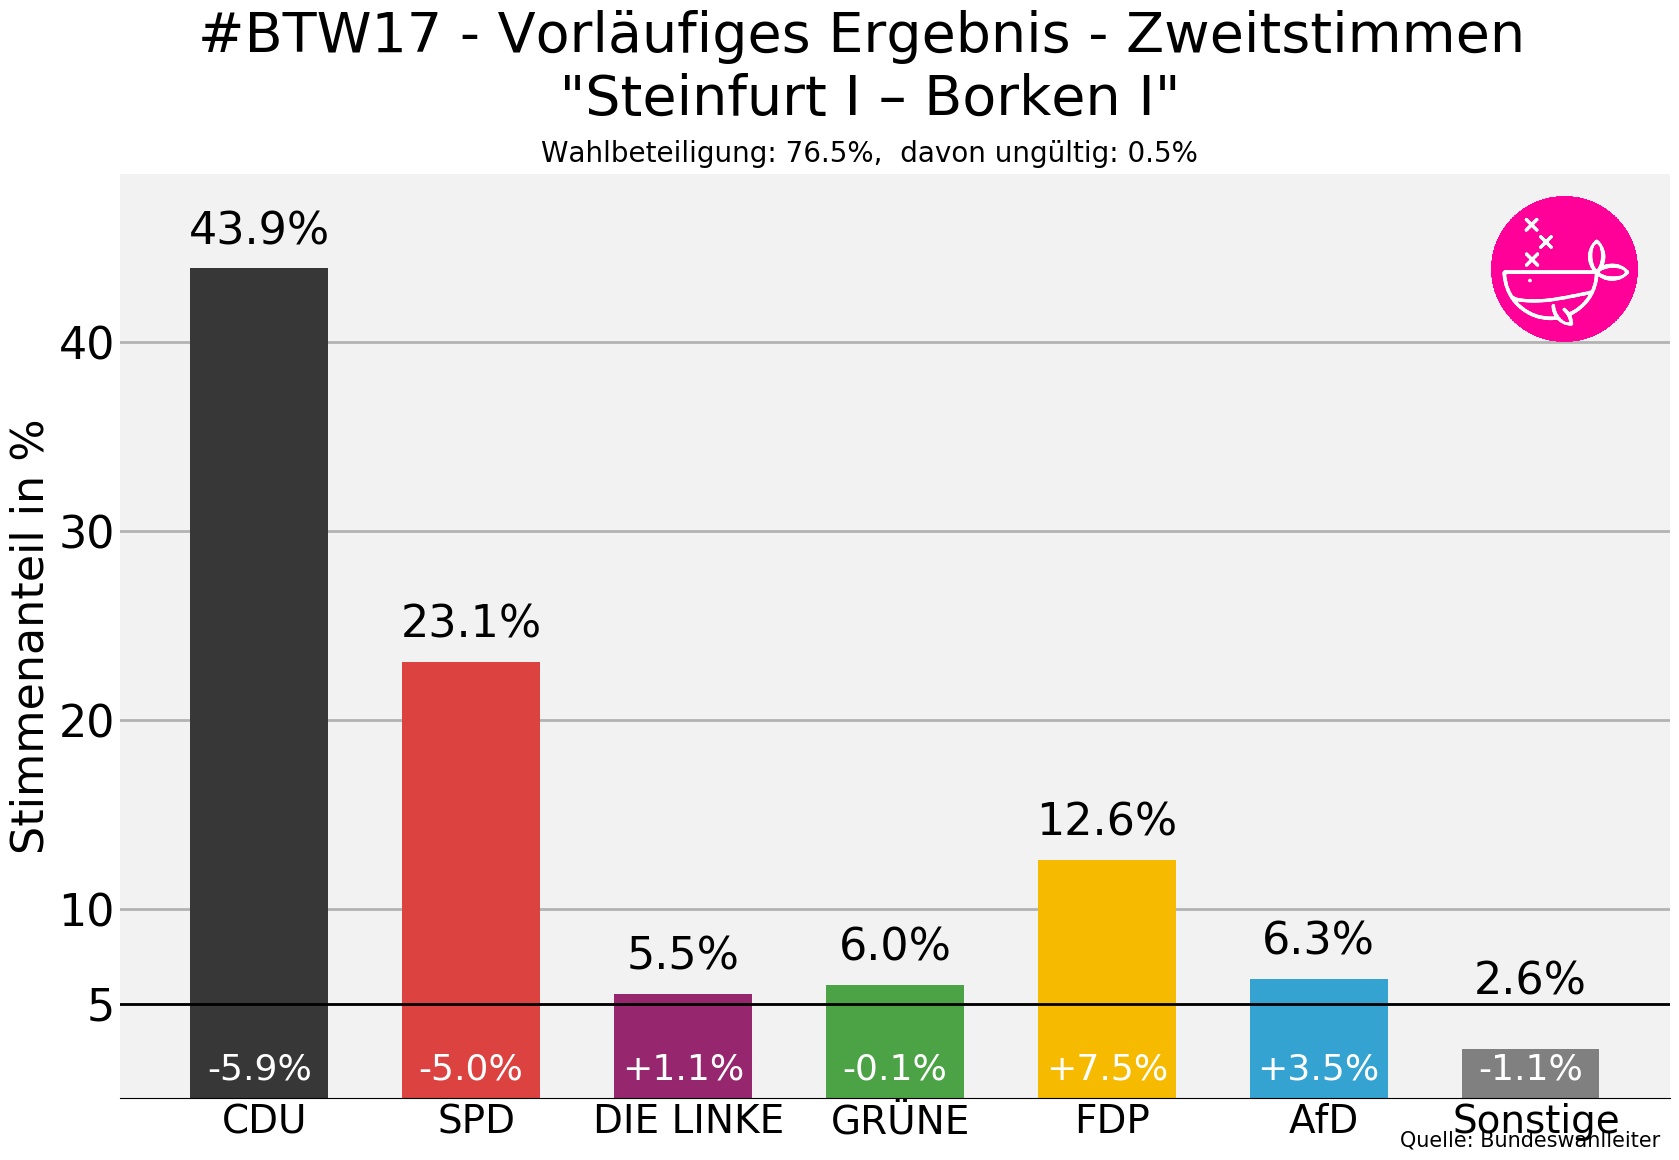 #BTW17 - Vorläufiges Ergebnis - Zweitstimmen
"Steinfurt I – Borken I"
Wahlbeteiligung: 76.5%, davon ungültig: 0.5%
Stimmenanteil in %
40
30
20
10
5
43.9%
23.1%
5.5%
6.0%
12.6%
6.3%
2.6%
-5.9%
-5.0%
+1.1%
-0.1%
+7.5%
+3.5%
-1.1%
CDU
SPD
DIE LINKE
GRÜNE
FDP
AfD
Sonstige
Quelle: Bundeswahlleiter